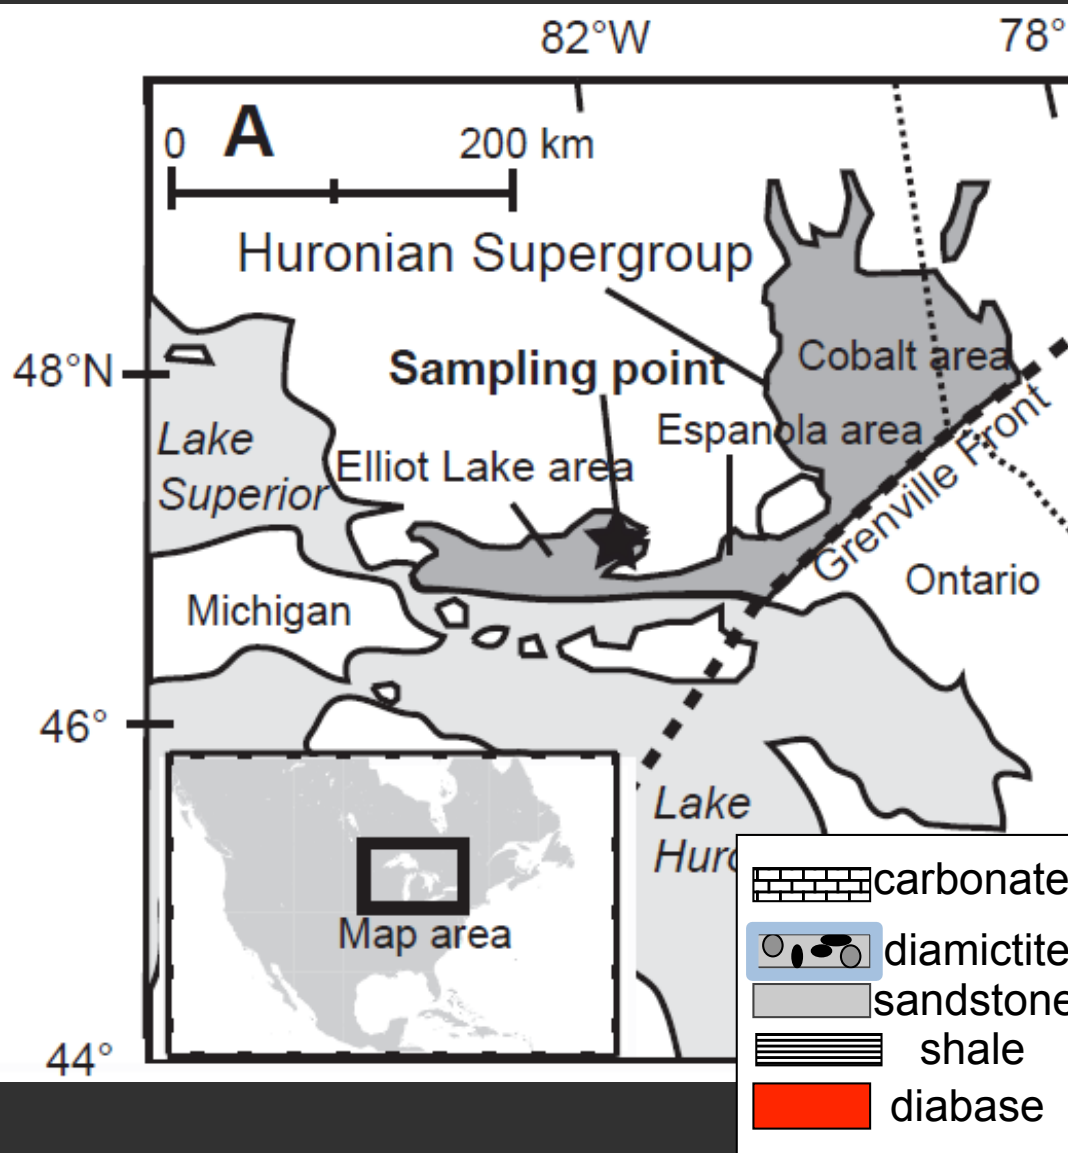 82°W
78°
0
A
200 km
Huronian Supergroup
48°N
Sampling point
Cobalt area
Lake
Superior
Elliot Lake area
Espanola area
Grenville Front
Ontario
Michigan
46°
Lake
Huro
Map area
44°
carbonate
diamictite
sandstone
shale
diabase